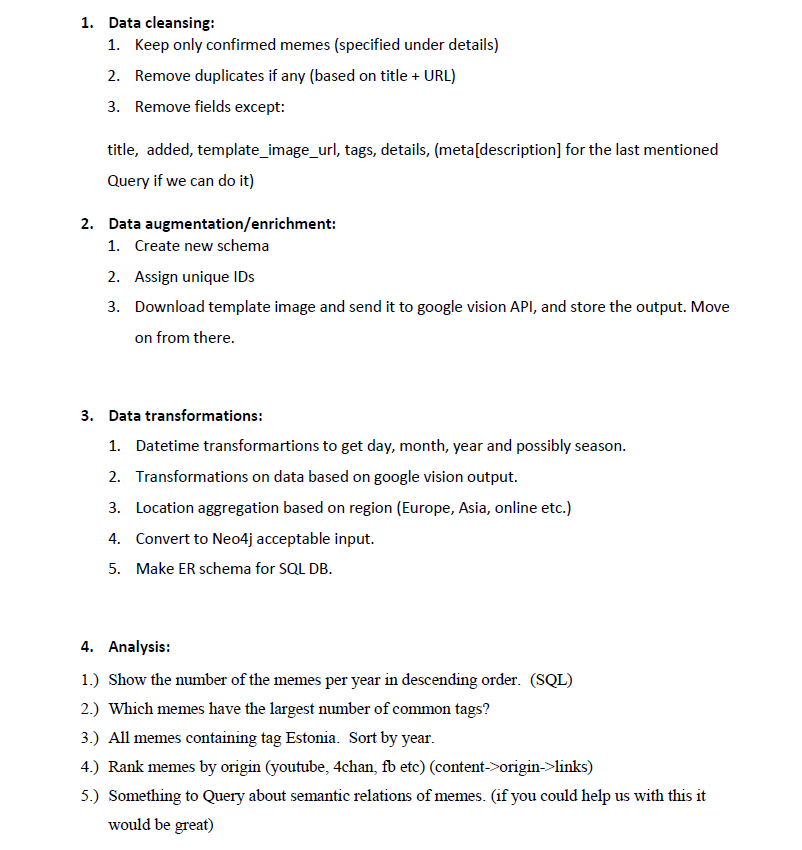 1. Data cleansing:
1. Keep only confirmed memes (specified under details)
2. Remove duplicates if any (based on title + URL)
3. Remove fields except:
title, added, template_image_url, tags, details, (meta[description] for the last mentioned
Query if we can do it)
2. Data augmentation/enrichment:
1. Create new schema
2. Assign unique IDs
3. Download template image and send it to google vision API, and store the output. Move
on from there.
3. Data transformations:
1. Datetime transformartions to get day, month, year and possibly season.
2. Transformations on data based on google vision output.
3. Location aggregation based on region (Europe, Asia, online etc.)
4. Convert to Neo4j acceptable input.
5. Make ER schema for SQL DB.
4. Analysis:
1.) Show the number of the memes per year in descending order. (SQL)
2.) Which memes have the largest number of common tags?
3.) All memes containing tag Estonia. Sort by year.
4.) Rank memes by origin (youtube, 4chan, fb etc) (content->origin->links)
5.) Something to Query about semantic relations of memes. (if you could help us with this it
would be great)